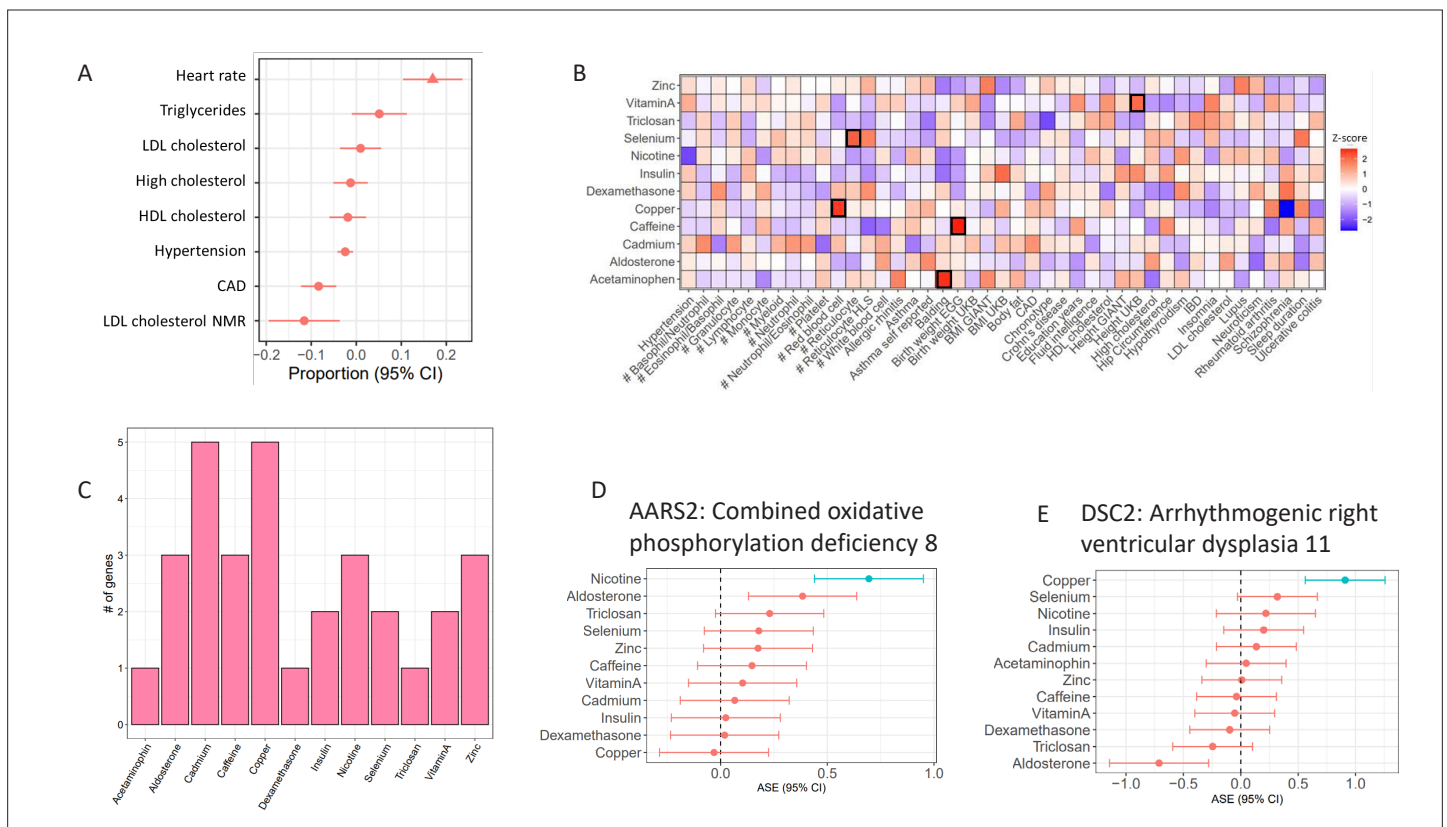 A
Heart rate
Triglycerides
LDL cholesterol
High cholesterol
HDL cholesterol
Hypertension
CAD
LDL cholesterol NMR
−0.2 −0.1 0.0 0.1 0.2
Proportion (95% CI)
B
Zinc
VitaminA
Triclosan
Selenium
Nicotine
Insulin
Dexamethasone
Copper
Caffeine
Cadmium
Aldosterone
Acetaminophen
Hypertension
# Basophil/Neutrophil
# Eosinophil/Basophil
# Granulocyte
# Lymphocyte
# Monocyte
# Myeloid
# Neutrophil
# Neutrophil/Eosinophil
# Platelet
# Red blood cell
# Reticulocyte
# Reticulocyte HLS
# White blood cell
Allergic rhinitis
Asthma
Asthma self reported
Balding
Birth weight EGG
Birth weight UKB
BMI GIANT
BMI UKB
Body fat
CAD
Chronotype
Crohn's disease
Education years
Fluid intelligence
HDL cholesterol
Height GIANT
Height UKB
High cholesterol
Hip Circumference
Hypothyroidism
IBD
Insomnia
LDL cholesterol
Lupus
Neuroticism
Rheumatoid arthritis
Schizophrenia
Sleep duration
Ulcerative colitis
Z-score
2
1
0
−1
−2
C
# of genes
5
4
3
2
1
0
Acetaminophin
Aldosterone
Cadmium
Caffeine
Copper
Dexamethasone
Insulin
Nicotine
Selenium
Triclosan
VitaminA
Zinc
D
AARS2: Combined oxidative
phosphorylation deficiency 8
Nicotine
Aldosterone
Triclosan
Selenium
Zinc
Caffeine
VitaminA
Cadmium
Insulin
Dexamethasone
Copper
0.0 0.5 1.0
ASE (95% CI)
E
DSC2: Arrhythmogenic right
ventricular dysplasia 11
Copper
Selenium
Nicotine
Insulin
Cadmium
Acetaminophin
Zinc
Caffeine
VitaminA
Dexamethasone
Triclosan
Aldosterone
−1.0 −0.5 0.0 0.5 1.0
ASE (95% CI)